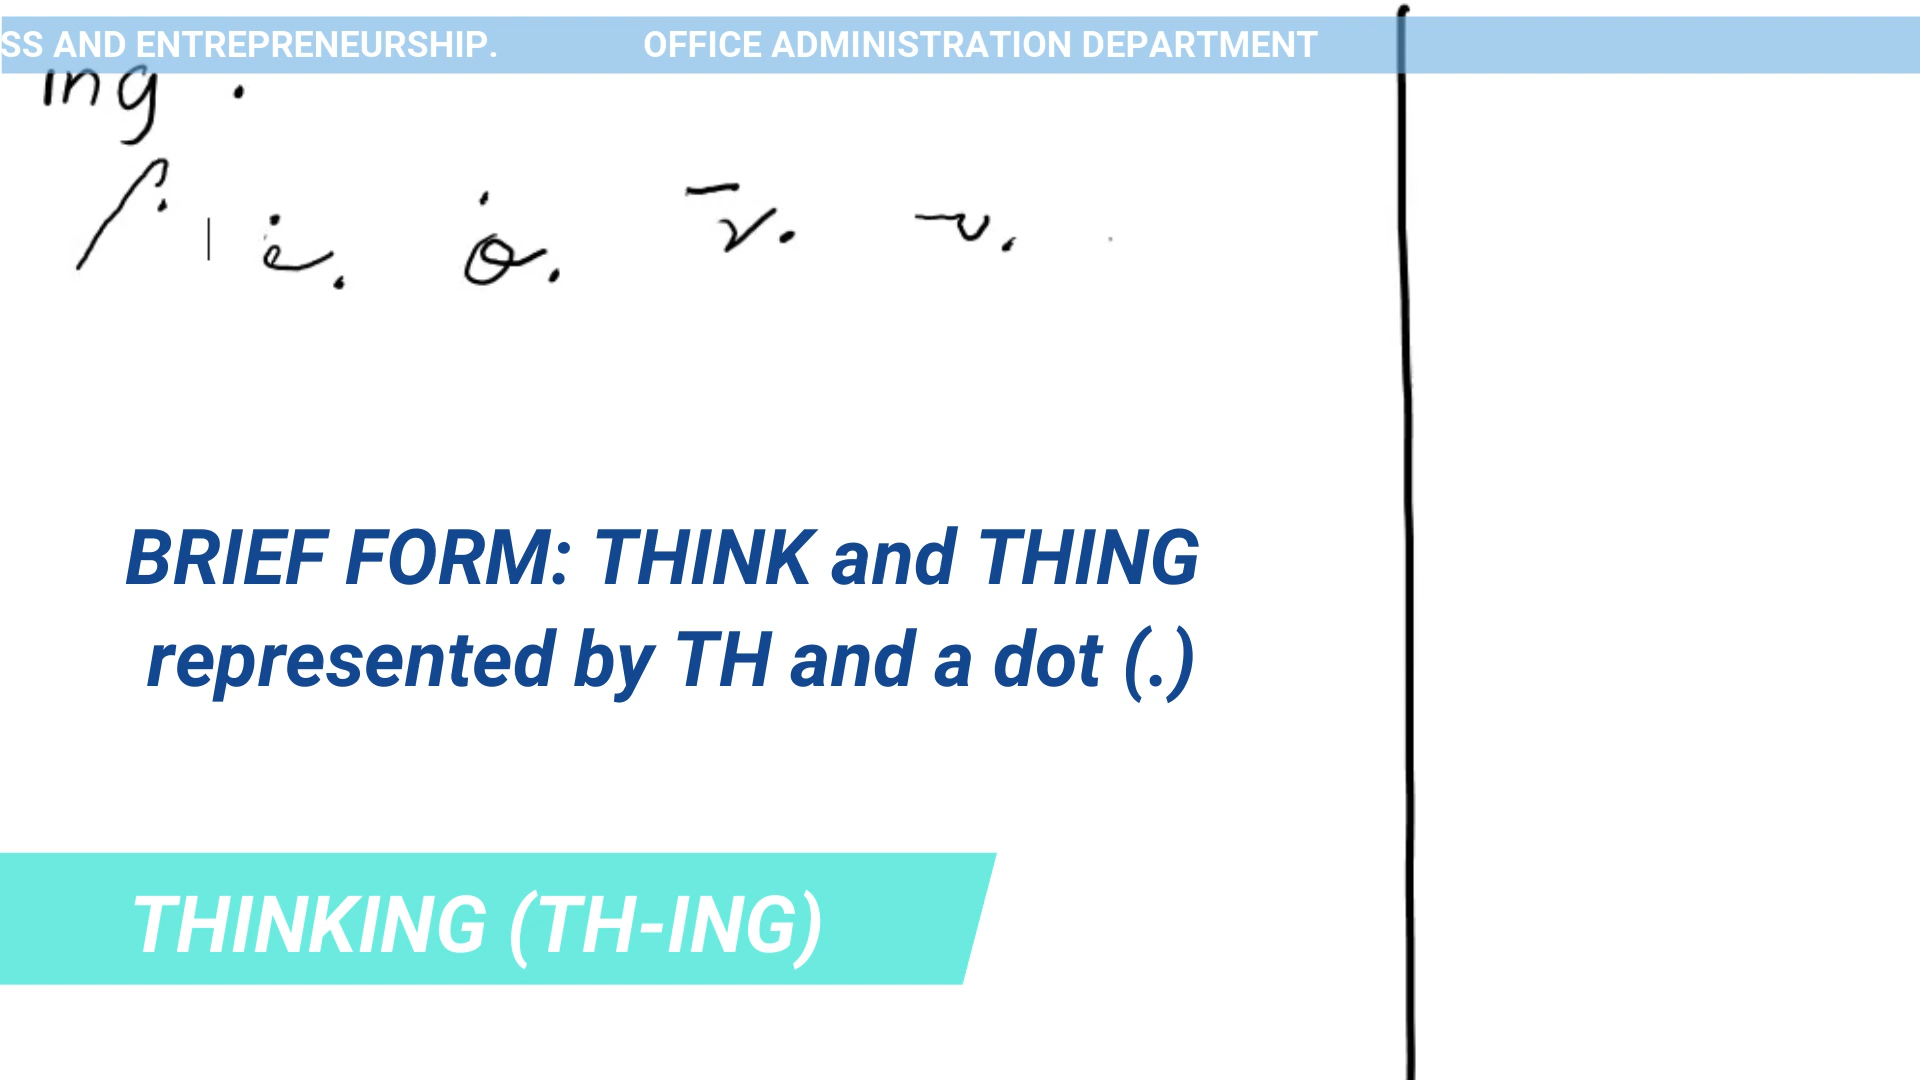 SS AND ENTREPRENEURSHIP. OFFICE ADMINISTRATION DEPARTMENT
ing .
BRIEF FORM: THINK and THING
represented by TH and a dot (.)
THINKING (TH-ING)